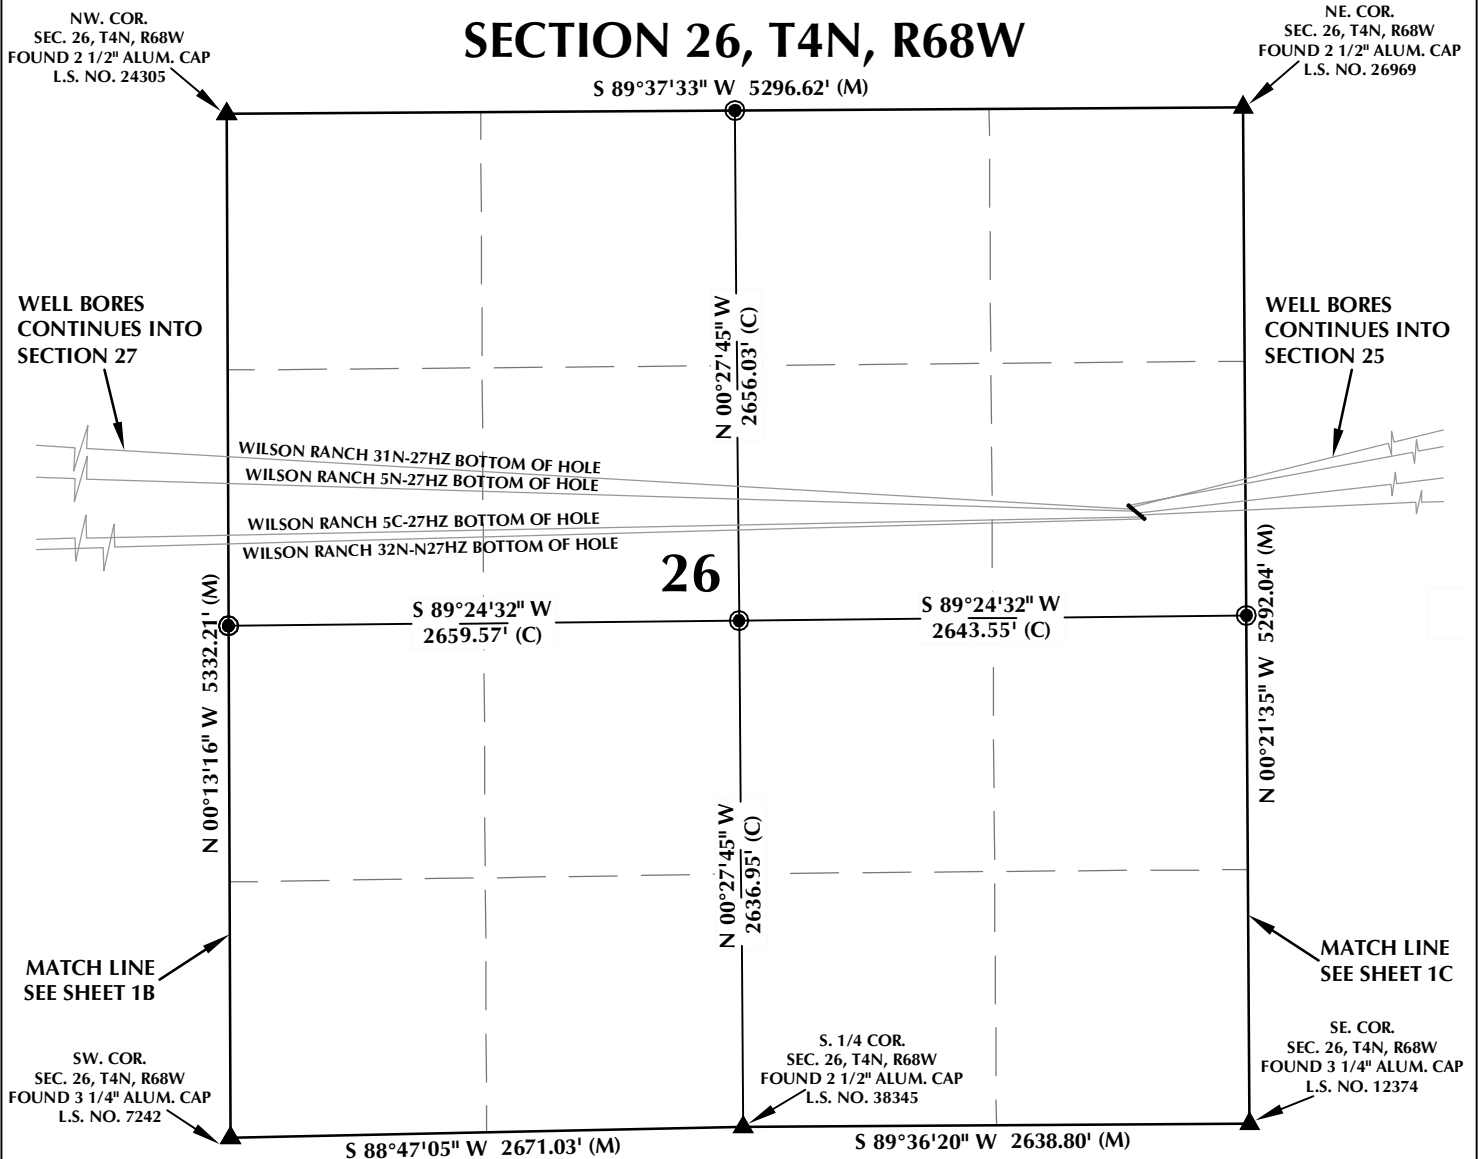 SECTION 26, T4N, R68W
NW. COR.
SEC. 26, T4N, R68W
FOUND 2 1/2" ALUM. CAP
L.S. NO. 24305
S 89°37'33" W 5296.62' (M)
NE. COR.
SEC. 26, T4N, R68W
FOUND 2 1/2" ALUM. CAP
L.S. NO. 26969
WELL BORES
CONTINUES INTO
SECTION 27
N 00°27'45" W
2656.03' (C)
WELL BORES
CONTINUES INTO
SECTION 25
WILSON RANCH 31N-27HZ BOTTOM OF HOLE
WILSON RANCH 5N-27HZ BOTTOM OF HOLE
WILSON RANCH 5C-27HZ BOTTOM OF HOLE
WILSON RANCH 32N-N27HZ BOTTOM OF HOLE
26
S 89°24'32" W
2659.57' (C)
S 89°24'32" W
2643.55' (C)
N 00°13'16" W 5332.21' (M)
N 00°21'35" W 5292.04' (M)
N 00°27'45" W
2636.95' (C)
MATCH LINE
SEE SHEET 1B
MATCH LINE
SEE SHEET 1C
SW. COR.
SEC. 26, T4N, R68W
FOUND 3 1/4" ALUM. CAP
L.S. NO. 7242
S. 1/4 COR.
SEC. 26, T4N, R68W
FOUND 2 1/2" ALUM. CAP
L.S. NO. 38345
SE. COR.
SEC. 26, T4N, R68W
FOUND 3 1/4" ALUM. CAP
L.S. NO. 12374
S 88°47'05" W 2671.03' (M)
S 89°36'20" W 2638.80' (M)